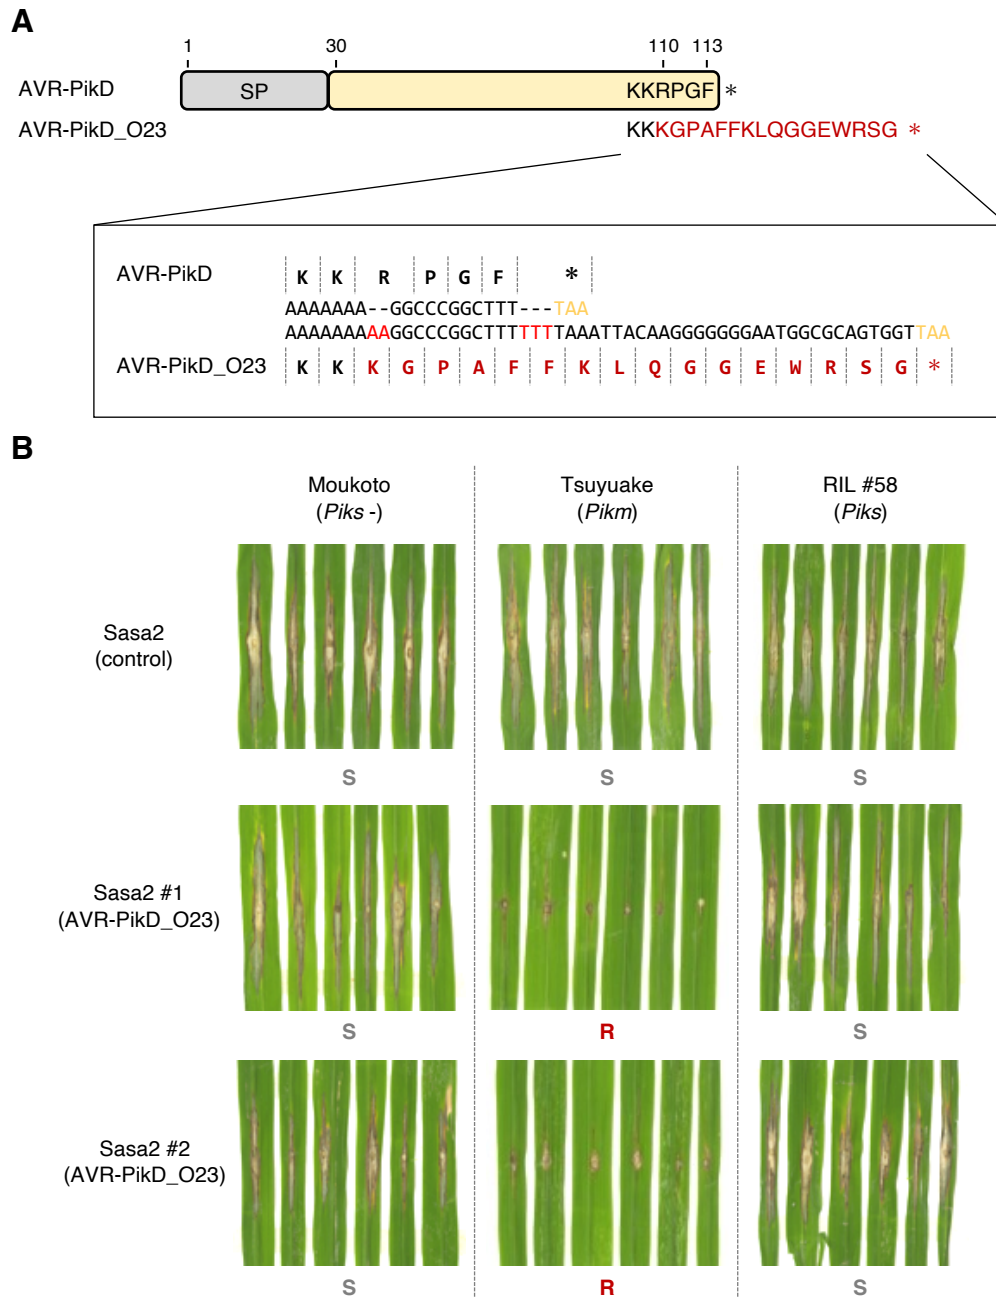 A
1 30 110 113
AVR-PikD SP KKRPGF *
AVR-PikD_O23 KKKGPAFFKLQGGEWRSG *
AVR-PikD K K R P G F *
AAAAAAA--GGCCCGGCTTT---TAA
AAAAAAAAAGGCCCGGCTTTTTTTAAATTACAAGGGGGGGAATGGCGCAGTGGTTAA
AVR-PikD_O23 K K K G P A F F K L Q G G E W R S G *
B
Moukoto Tsuyuake RIL #58
(Piks -) (Pikm) (Piks)
Sasa2
(control)
S S S
Sasa2 #1
(AVR-PikD_O23)
S R S
Sasa2 #2
(AVR-PikD_O23)
S R S